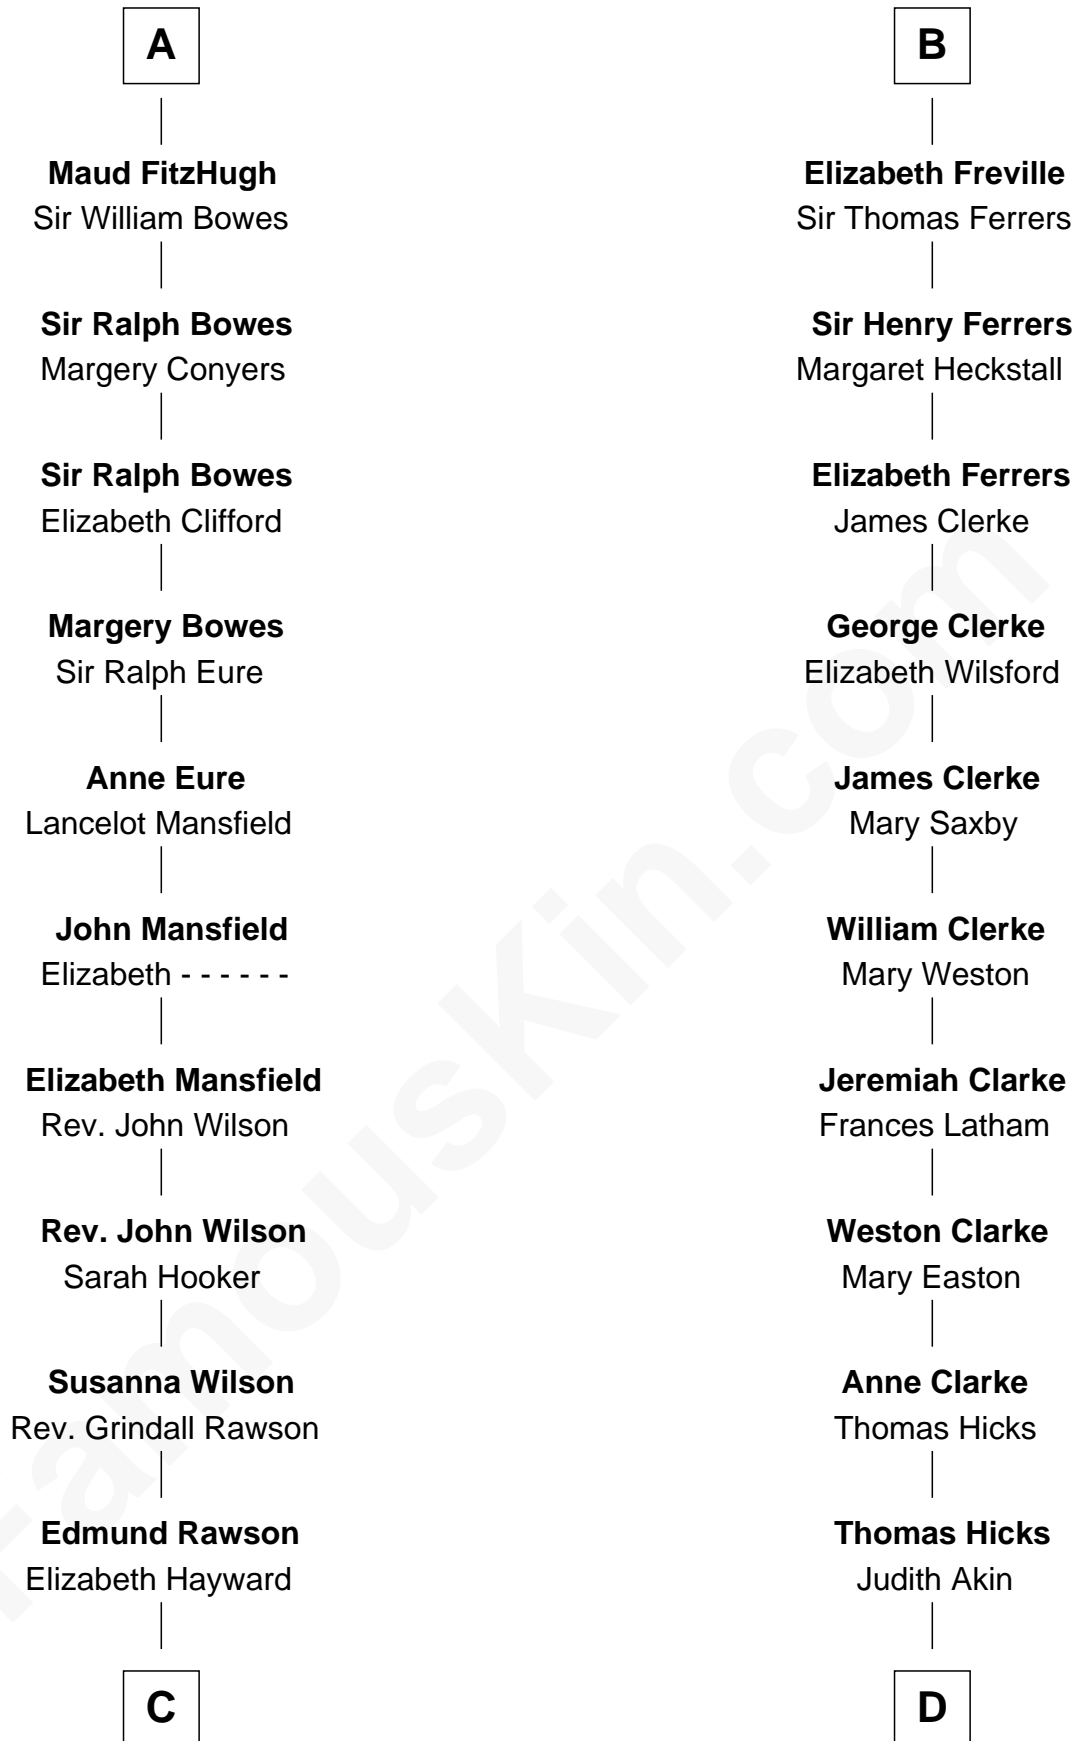 A
Maud FitzHugh
Sir William Bowes
Sir Ralph Bowes
Margery Conyers
Sir Ralph Bowes
Elizabeth Clifford
Margery Bowes
Sir Ralph Eure
Anne Eure
Lancelot Mansfield
John Mansfield
Elizabeth - - - - - -
Elizabeth Mansfield
Rev. John Wilson
Rev. John Wilson
Sarah Hooker
Susanna Wilson
Rev. Grindall Rawson
Edmund Rawson
Elizabeth Hayward
C
B
Elizabeth Freville
Sir Thomas Ferrers
Sir Henry Ferrers
Margaret Heckstall
Elizabeth Ferrers
James Clerke
George Clerke
Elizabeth Wilsford
James Clerke
Mary Saxby
William Clerke
Mary Weston
Jeremiah Clarke
Frances Latham
Weston Clarke
Mary Easton
Anne Clarke
Thomas Hicks
Thomas Hicks
Judith Akin
D
FamousKin.com